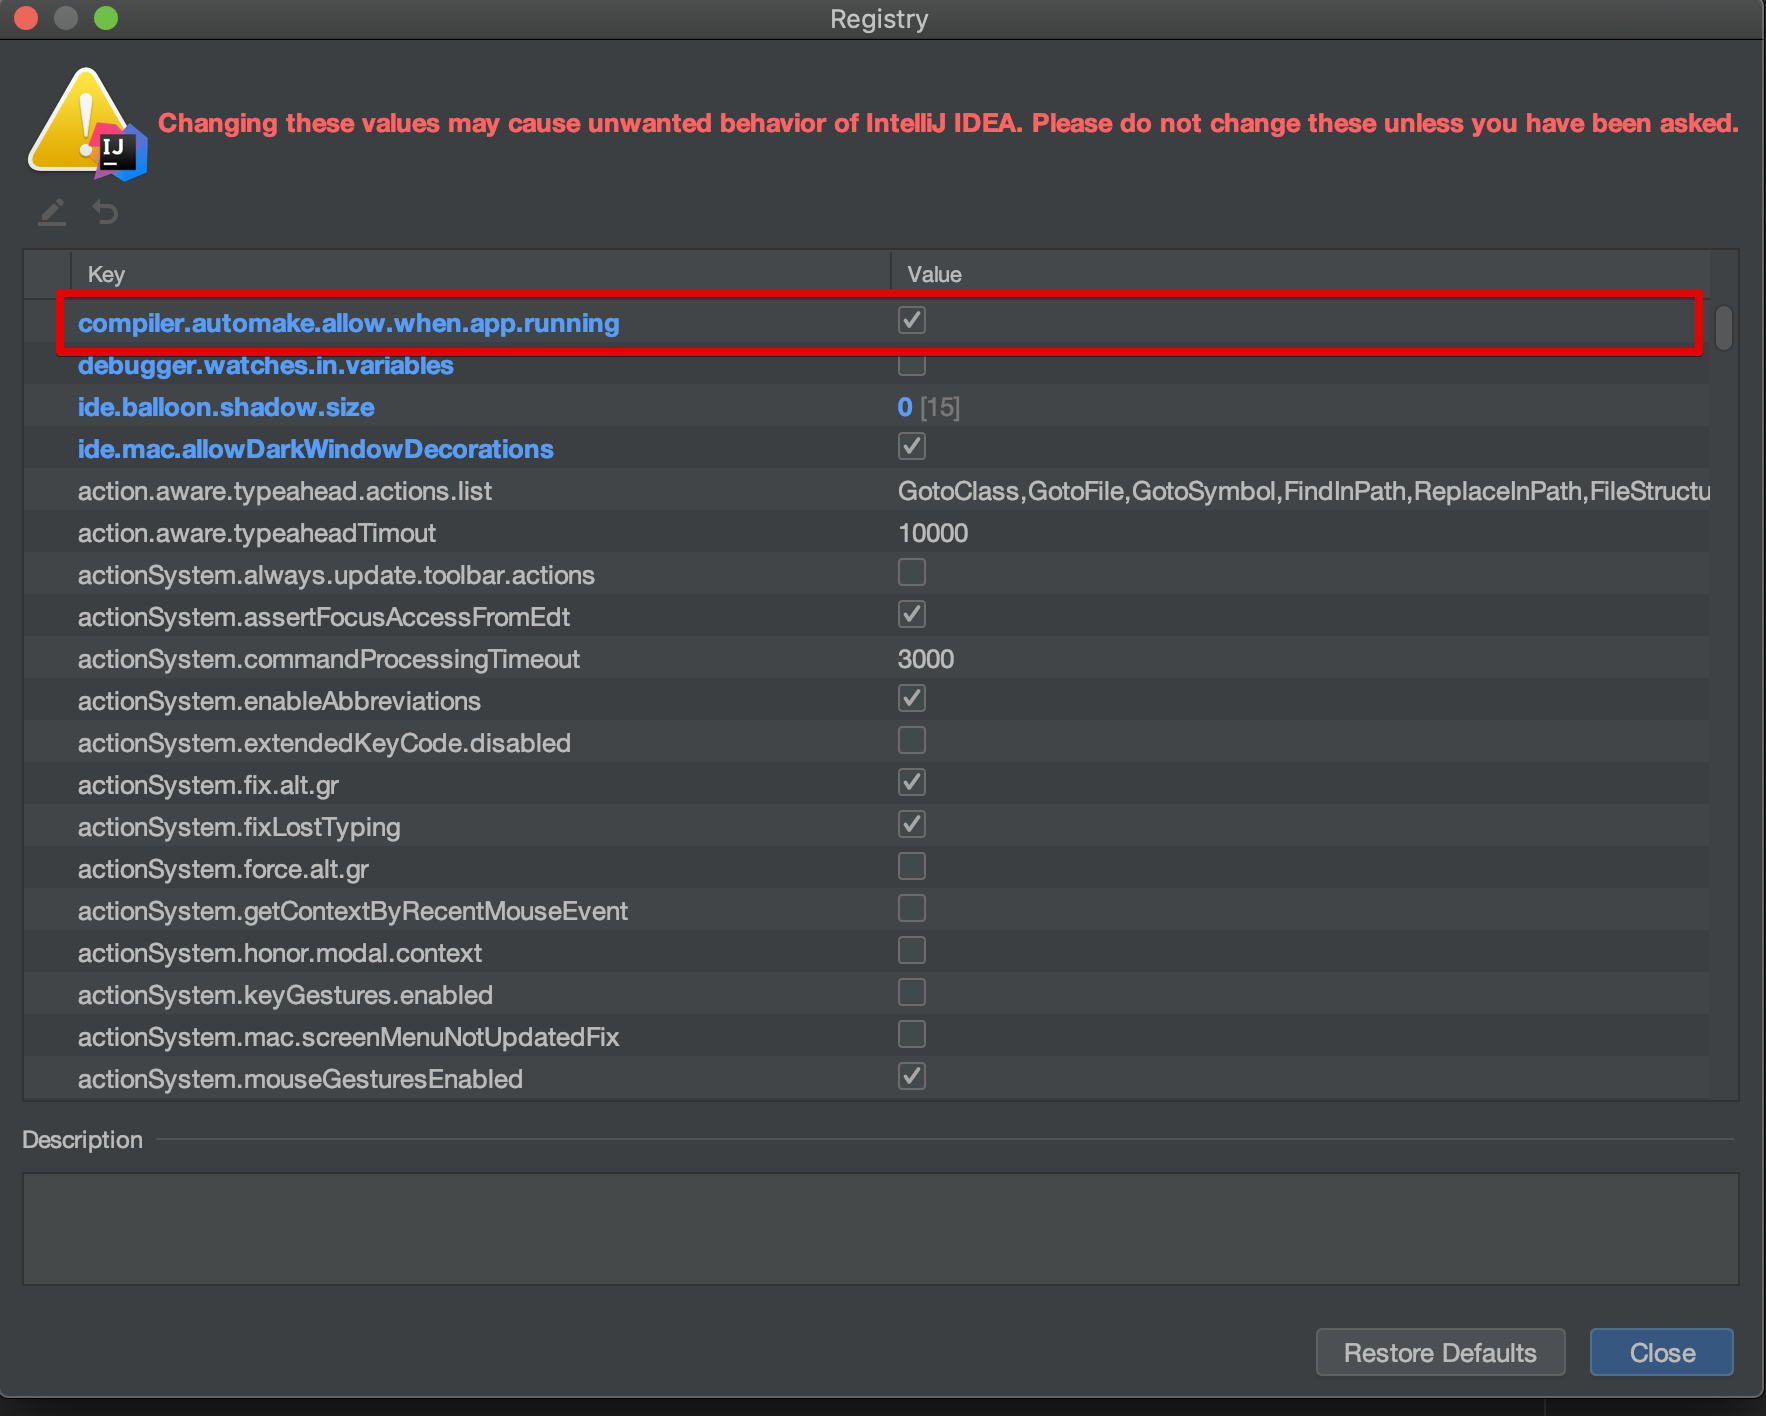 Registry
IJ
Changing these values may cause unwanted behavior of IntelliJ IDEA. Please do not change these unless you have been asked.
Key Value
compiler.automake.allow.when.app.running
debugger.watches.in.variables
ide.balloon.shadow.size 0 [15]
ide.mac.allowDarkWindowDecorations
action.aware.typeahead.actions.list GotoClass,GotoFile,GotoSymbol,FindInPath,ReplaceInPath,FileStructu
action.aware.typeaheadTimout 10000
actionSystem.always.update.toolbar.actions
actionSystem.assertFocusAccessFromEdt
actionSystem.commandProcessingTimeout 3000
actionSystem.enableAbbreviations
actionSystem.extendedKeyCode.disabled
actionSystem.fix.alt.gr
actionSystem.fixLostTyping
actionSystem.force.alt.gr
actionSystem.getContextByRecentMouseEvent
actionSystem.honor.modal.context
actionSystem.keyGestures.enabled
actionSystem.mac.screenMenuNotUpdatedFix
actionSystem.mouseGesturesEnabled
Description
Restore Defaults Close